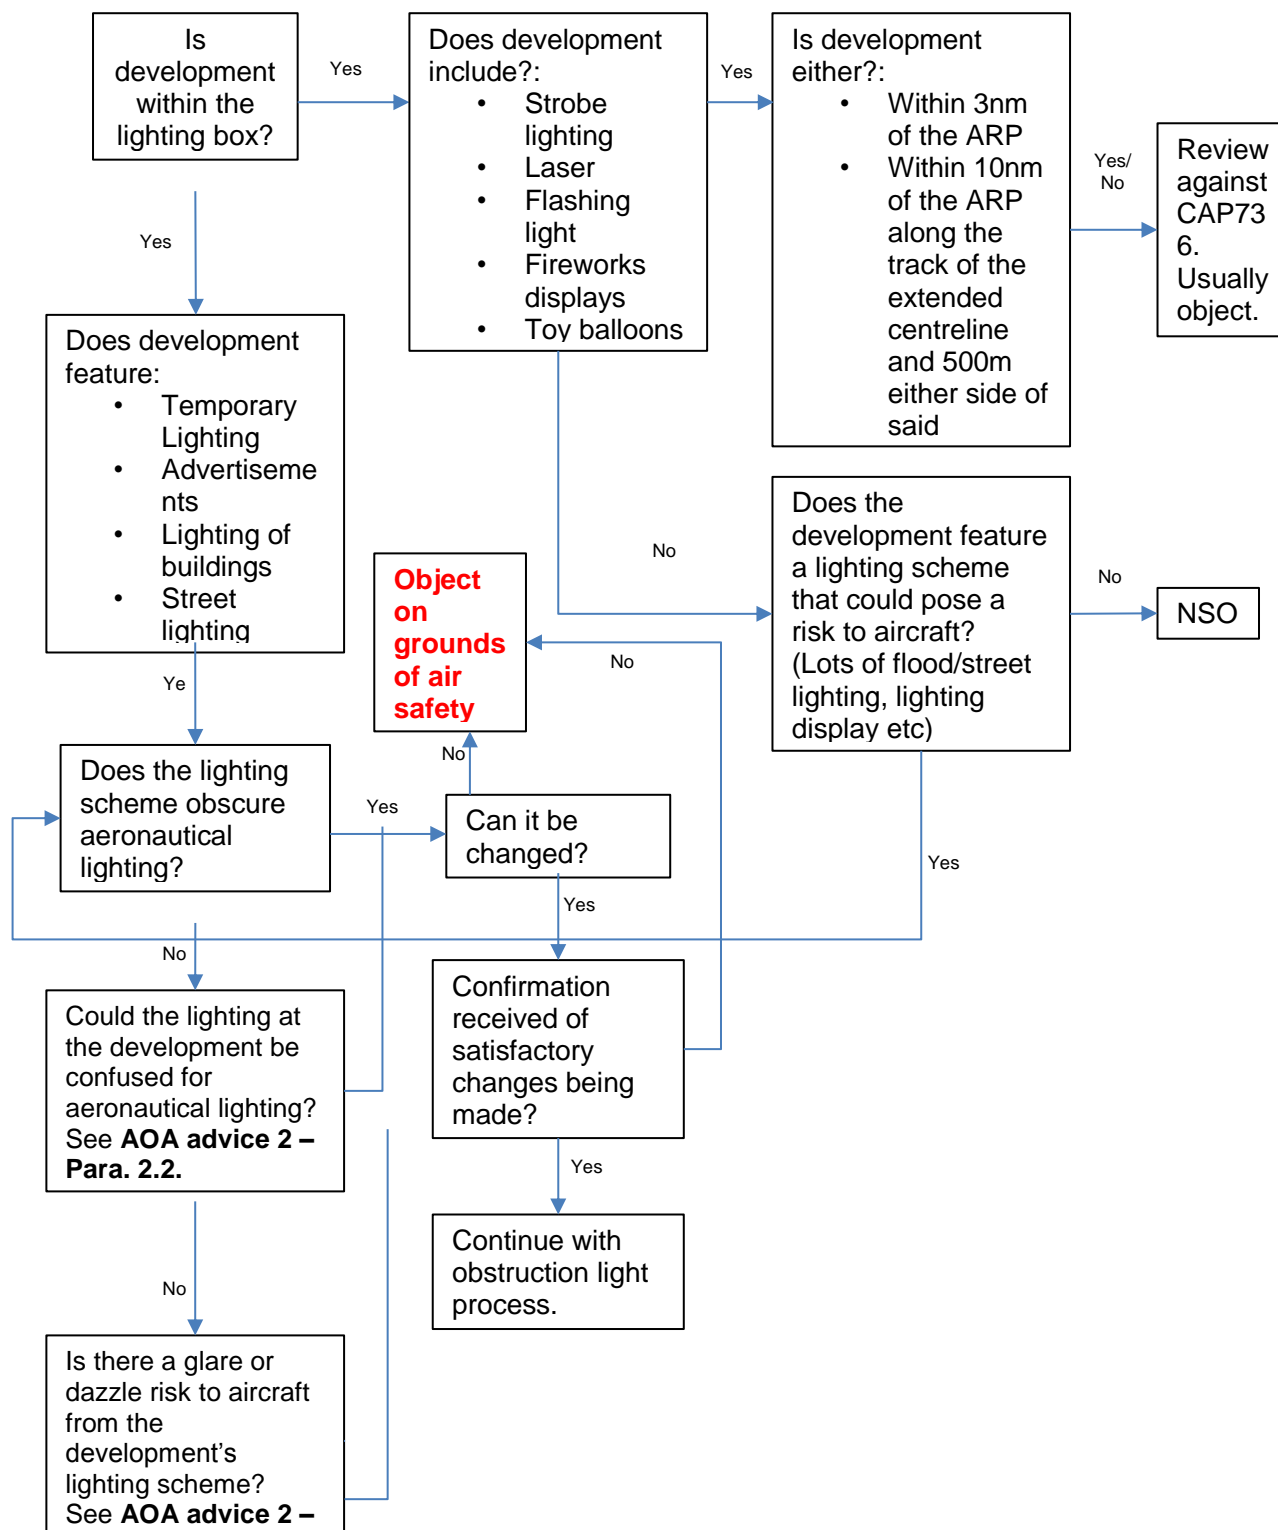 Is
development
within the
lighting box?
Yes
Does development
include?:
• Strobe
lighting
• Laser
• Flashing
light
• Fireworks
displays
• Toy balloons
Yes
Is development
either?:
• Within 3nm
of the ARP
• Within 10nm
of the ARP
along the
track of the
extended
centreline
and 500m
either side of
said
Yes/
No
Review
against
CAP73
6.
Usually
object.
Yes
Does development
feature:
• Temporary
Lighting
• Advertiseme
nts
• Lighting of
buildings
• Street
lighting
No
Does the
development feature
a lighting scheme
that could pose a
risk to aircraft?
(Lots of flood/street
lighting, lighting
display etc)
No
NSO
Object
on
grounds
of air
safety
No
Ye
No
Does the lighting
scheme obscure
aeronautical
lighting?
Yes
Can it be
changed?
Yes
Yes
No
Could the lighting at
the development be
confused for
aeronautical lighting?
See AOA advice 2 –
Para. 2.2.
Confirmation
received of
satisfactory
changes being
made?
Yes
Continue with
obstruction light
process.
No
Is there a glare or
dazzle risk to aircraft
from the
development’s
lighting scheme?
See AOA advice 2 –